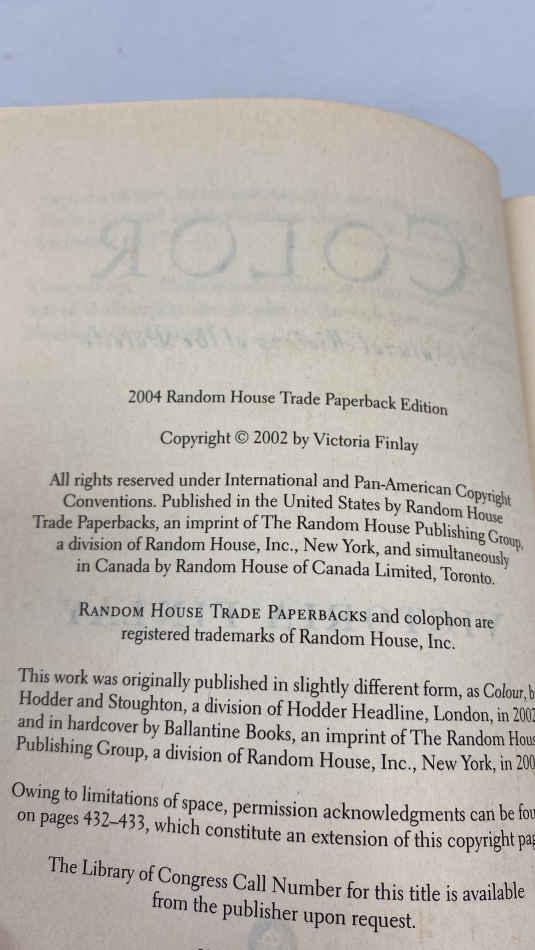 2004 Random House Trade Paperback Edition
Copyright © 2002 by Victoria Finlay
All rights reserved under International and Pan-American Copyright
Conventions. Published in the United States by Random House
Trade Paperbacks, an imprint of The Random House Publishing Group,
a division of Random House, Inc., New York, and simultaneously
in Canada by Random House of Canada Limited, Toronto.
RANDOM HOUSE TRADE PAPERBACKS and colophon are
registered trademarks of Random House, Inc.
This work was originally published in slightly different form, as Colour,
Hodder and Stoughton, a division of Hodder Headline, London, in 2002
and in hardcover by Ballantine Books, an imprint of The Random
Publishing Group, a division of Random House, Inc., New York, in
Owing to limitations of space, permission acknowledgments can be
on pages 432–433, which constitute an extension of this copyright
The Library of Congress Call Number for this title is available
from the publisher upon request.